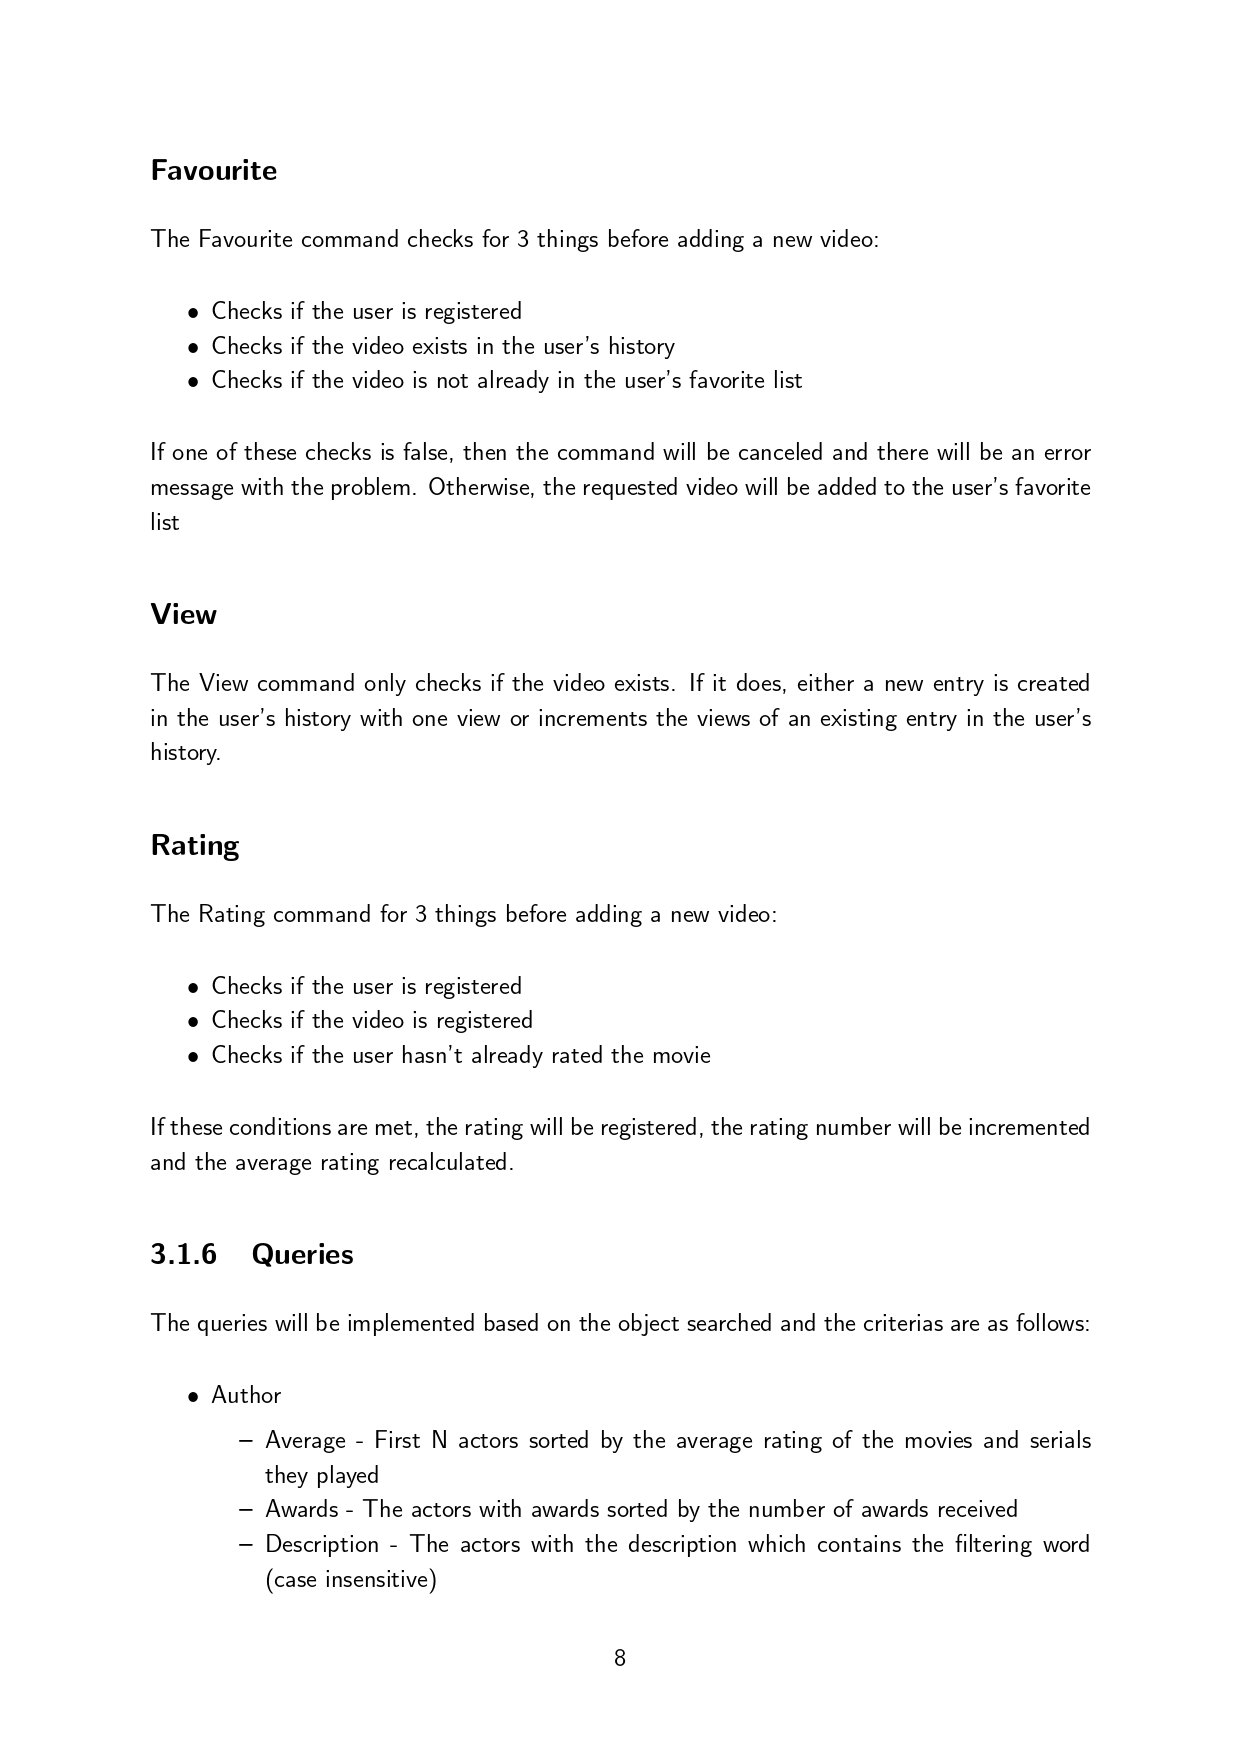 Favourite
The Favourite command checks for 3 things before adding a new video:
• Checks if the user is registered
• Checks if the video exists in the user's history
• Checks if the video is not already in the user's favorite list
If one of these checks is false, then the command will be canceled and there will be an error
message with the problem. Otherwise, the requested video will be added to the user's favorite
list
View
The View command only checks if the video exists. If it does, either a new entry is created
in the user's history with one view or increments the views of an existing entry in the user's
history.
Rating
The Rating command for 3 things before adding a new video:
• Checks if the user is registered
• Checks if the video is registered
• Checks if the user hasn't already rated the movie
If these conditions are met, the rating will be registered, the rating number will be incremented
and the average rating recalculated.
3.1.6 Queries
The queries will be implemented based on the object searched and the criterias are as follows:
• Author
– Average - First N actors sorted by the average rating of the movies and serials
they played
– Awards - The actors with awards sorted by the number of awards received
– Description - The actors with the description which contains the filtering word
(case insensitive)
8